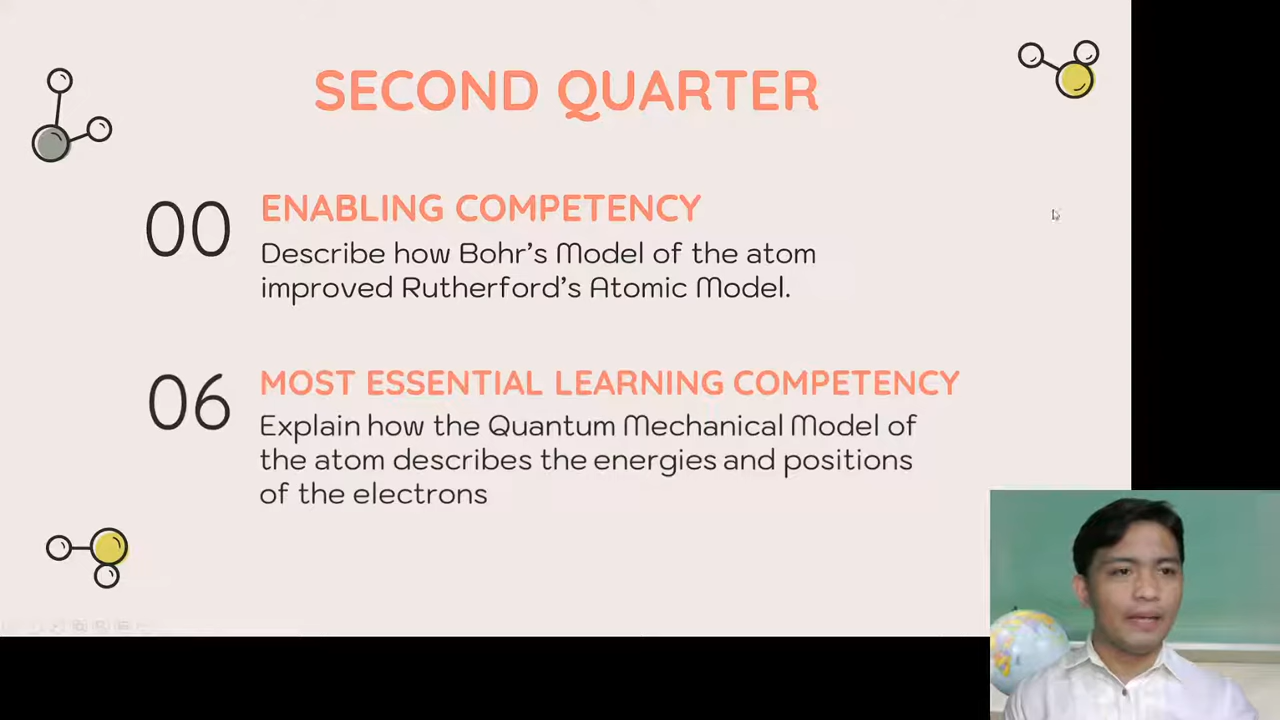 SECOND QUARTER
00
ENABLING COMPETENCY
Describe how Bohr's Model of the atom
improved Rutherford's Atomic Model.
06
MOST ESSENTIAL LEARNING COMPETENCY
Explain how the Quantum Mechanical Model of
the atom describes the energies and positions
of the electrons